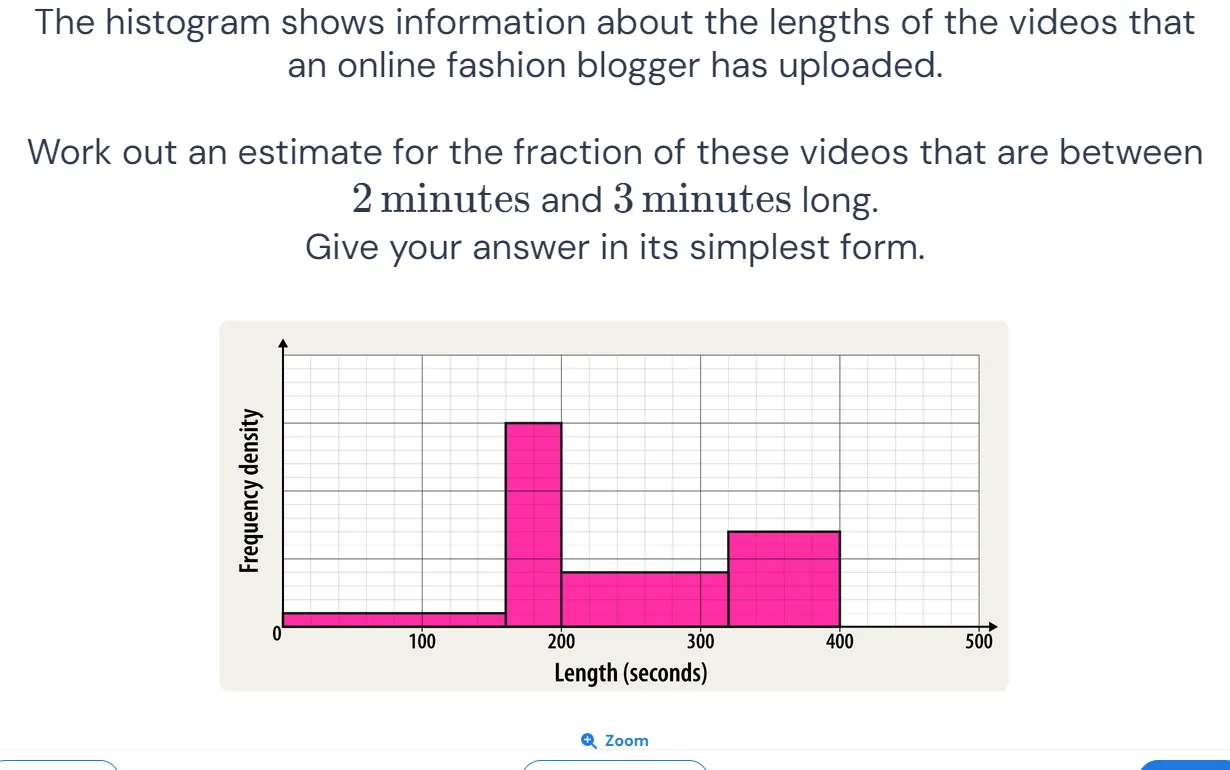 The histogram shows information about the lengths of the videos that
an online fashion blogger has uploaded.
Work out an estimate for the fraction of these videos that are between
2 minutes and 3 minutes long.
Give your answer in its simplest form.
Frequency density
0
100
200
300
400
500
Length (seconds)
Zoom